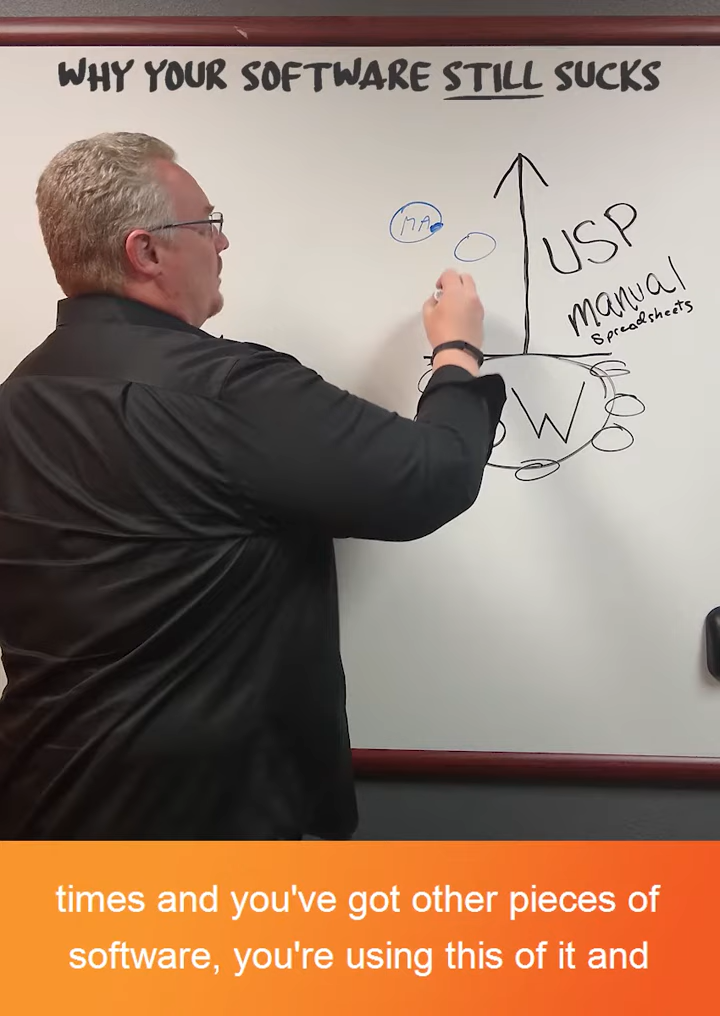 WHY YOUR SOFTWARE STILL SUCKS
MA
USP
manual
spreadsheets
W
times and you've got other pieces of
software, you're using this of it and